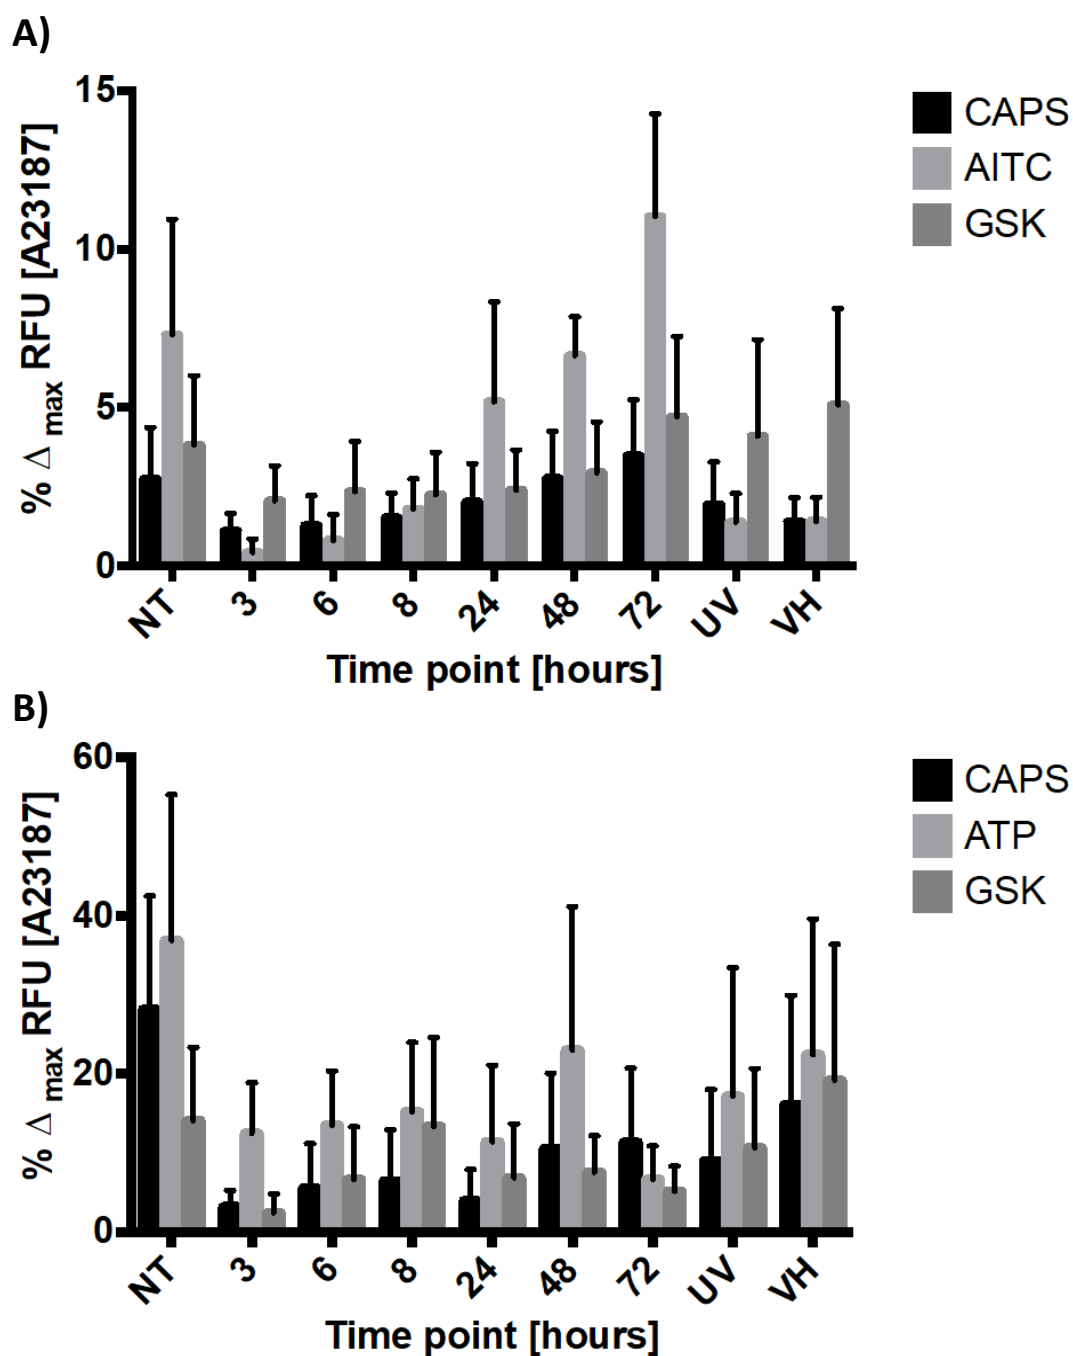 A)
15
10
5
0
% Δ max RFU [A23187]
CAPS
AITC
GSK
NT 3 6 8 24 48 72 UV VH
Time point [hours]
B)
60
40
20
0
% Δ max RFU [A23187]
CAPS
ATP
GSK
NT 3 6 8 24 48 72 UV VH
Time point [hours]